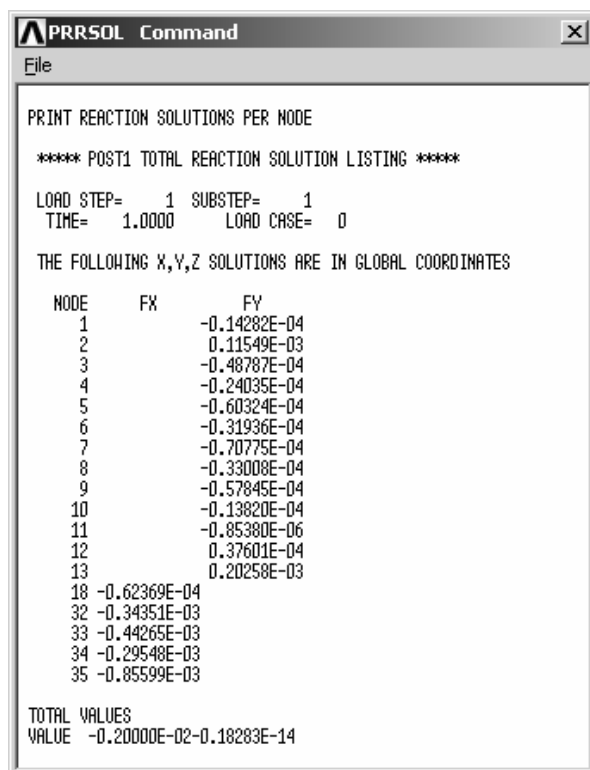 PRRSOL Command
File
PRINT REACTION SOLUTIONS PER NODE
***** POST1 TOTAL REACTION SOLUTION LISTING *****
LOAD STEP= 1 SUBSTEP= 1
TIME= 1.0000 LOAD CASE= 0
THE FOLLOWING X,Y,Z SOLUTIONS ARE IN GLOBAL COORDINATES
NODE FX FY
1 -0.14282E-04
2 0.11549E-03
3 -0.48787E-04
4 -0.24035E-04
5 -0.60324E-04
6 -0.31936E-04
7 -0.70775E-04
8 -0.33008E-04
9 -0.57845E-04
10 -0.13820E-04
11 -0.85380E-06
12 0.37601E-04
13 0.20258E-03
18 -0.62369E-04
32 -0.34351E-03
33 -0.44265E-03
34 -0.29548E-03
35 -0.85599E-03
TOTAL VALUES
VALUE -0.20000E-02-0.18283E-14